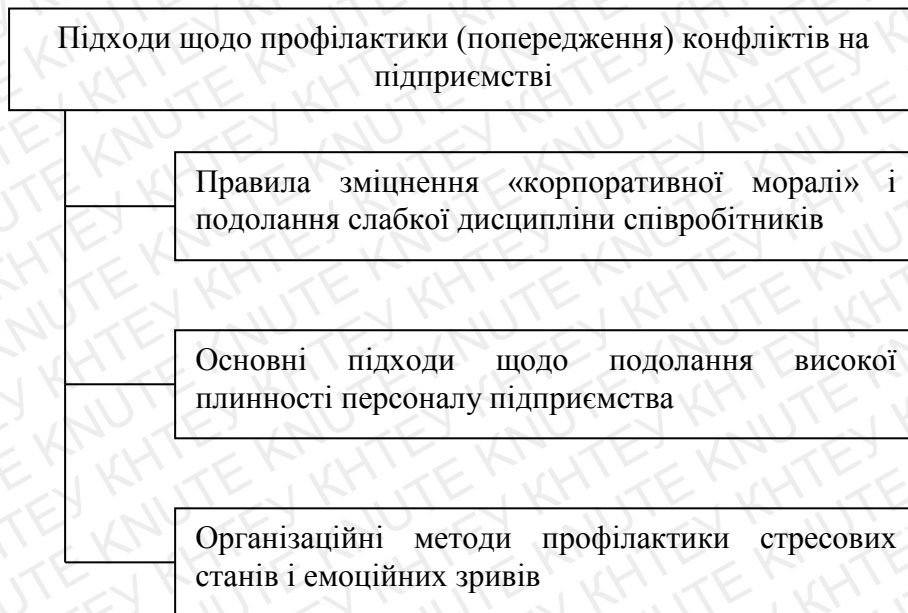 Підходи щодо профілактики (попередження) конфліктів на
підприємстві
Правила зміцнення «корпоративної моралі» і
подолання слабкої дисципліни співробітників
Основні підходи щодо подолання високої
плинності персоналу підприємства
Організаційні методи профілактики стресових
станів і емоційних зривів